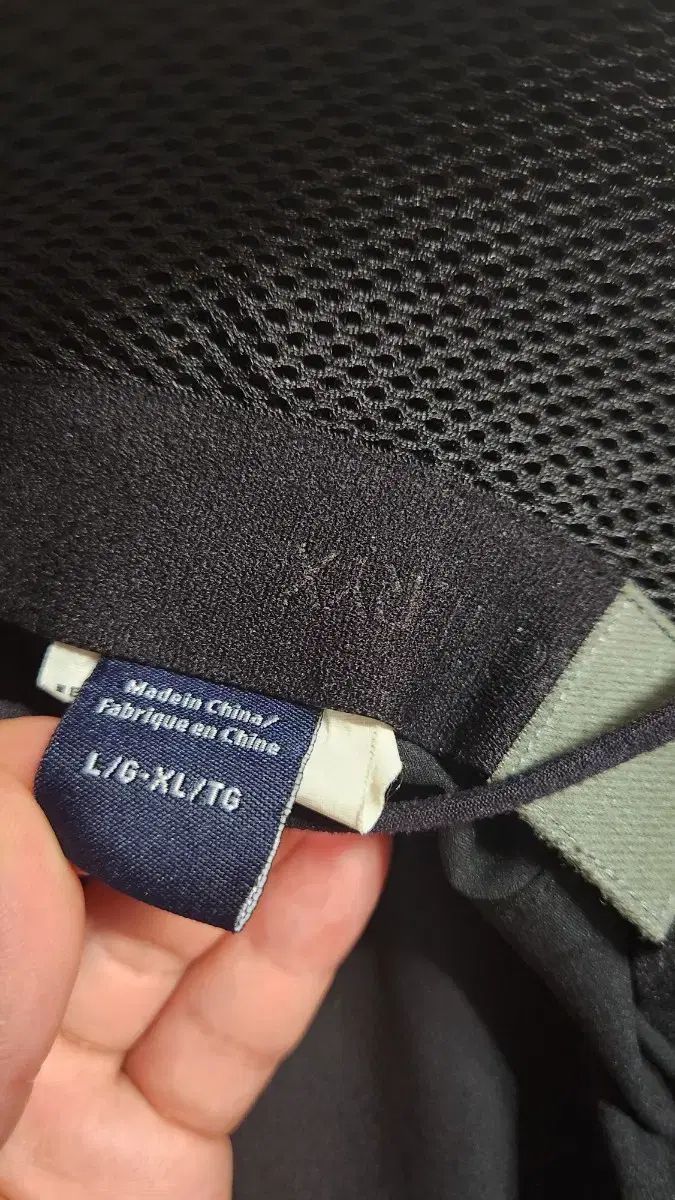 Made in China/
Fabrique en Chine
L/G-XL/TG